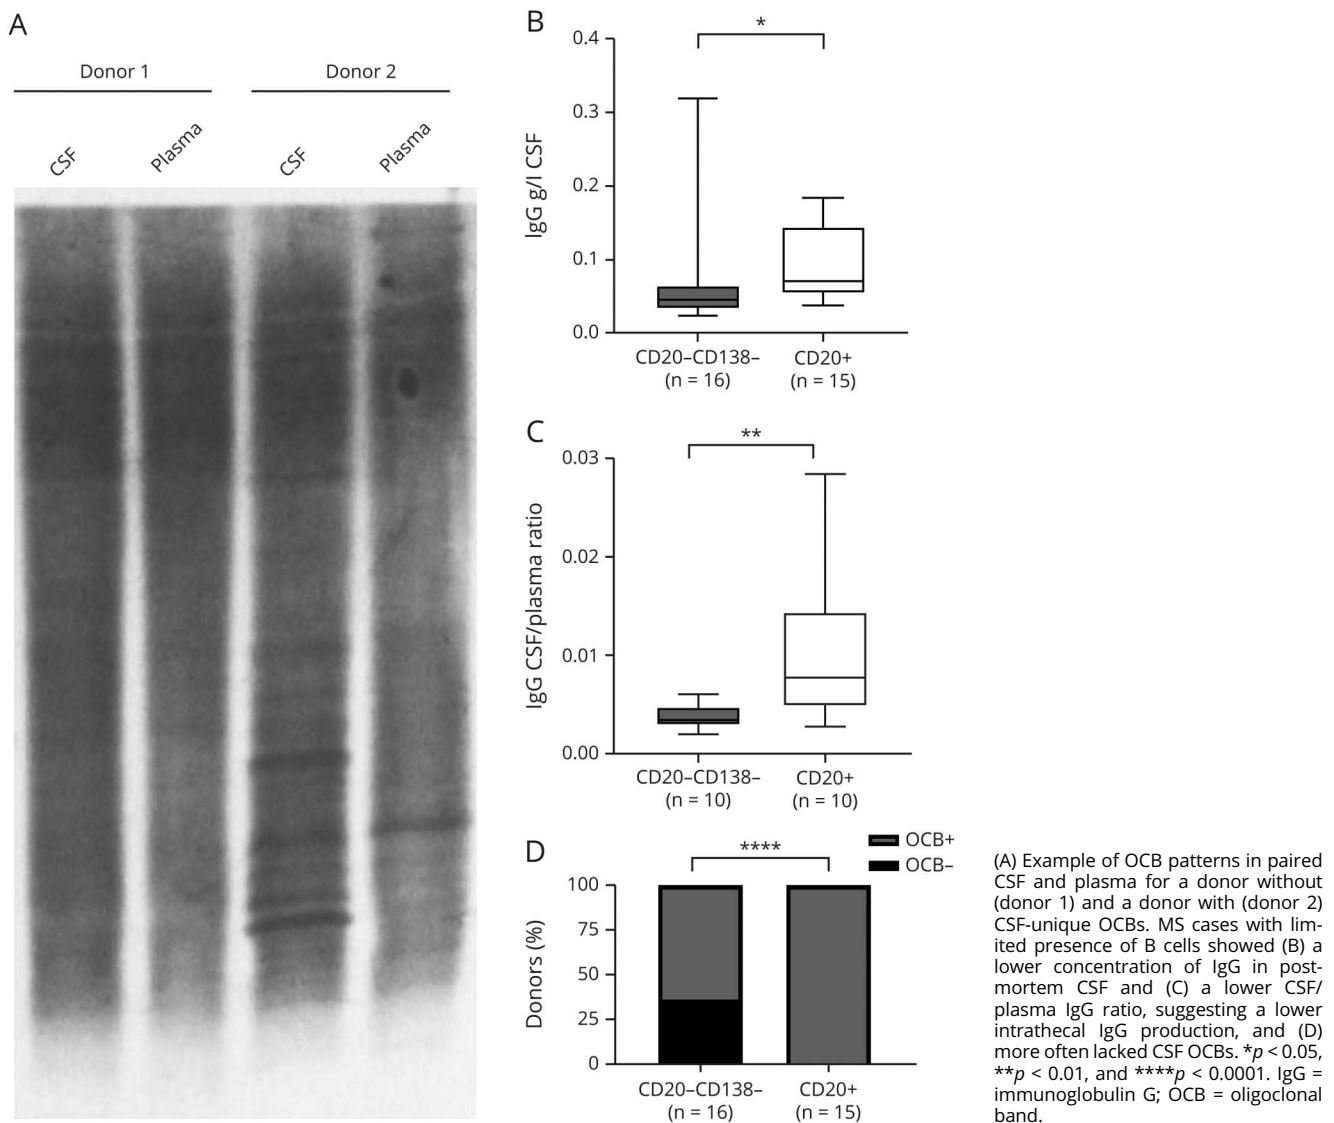 A
Donor 1
Donor 2
CSF
Plasma
CSF
Plasma
B
*
IgG g/l CSF
0.4
0.3
0.2
0.1
0.0
CD20–CD138–
(n = 16)
CD20+
(n = 15)
C
**
IgG CSF/plasma ratio
0.03
0.02
0.01
0.00
CD20–CD138–
(n = 10)
CD20+
(n = 10)
D
****
OCB+
OCB–
Donors (%)
100
75
50
25
0
CD20–CD138–
(n = 16)
CD20+
(n = 15)
(A) Example of OCB patterns in paired
CSF and plasma for a donor without
(donor 1) and a donor with (donor 2)
CSF-unique OCBs. MS cases with lim-
ited presence of B cells showed (B) a
lower concentration of IgG in post-
mortem CSF and (C) a lower CSF/
plasma IgG ratio, suggesting a lower
intrathecal IgG production, and (D)
more often lacked CSF OCBs. *p < 0.05,
**p < 0.01, and ****p < 0.0001. IgG =
immunoglobulin G; OCB = oligoclonal
band.